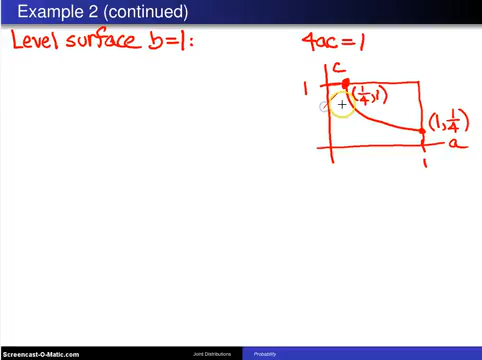 Example 2 (continued)
Level surface b=1:
4ac = 1
c
1
(1/4, 1)
(1, 1/4)
a
1
Screencast-O-Matic.com
Joint Distributions
Probability